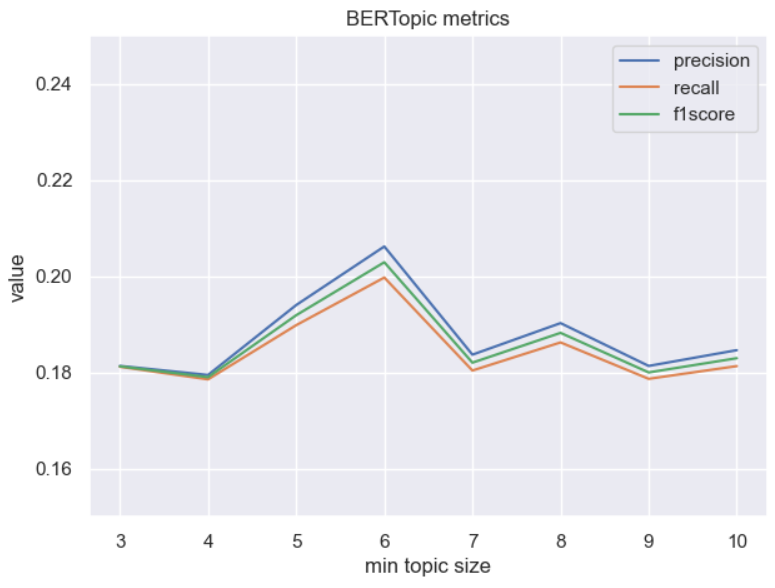 BERTopic metrics
precision
recall
f1score
0.24
0.22
0.20
0.18
0.16
value
3 4 5 6 7 8 9 10
min topic size